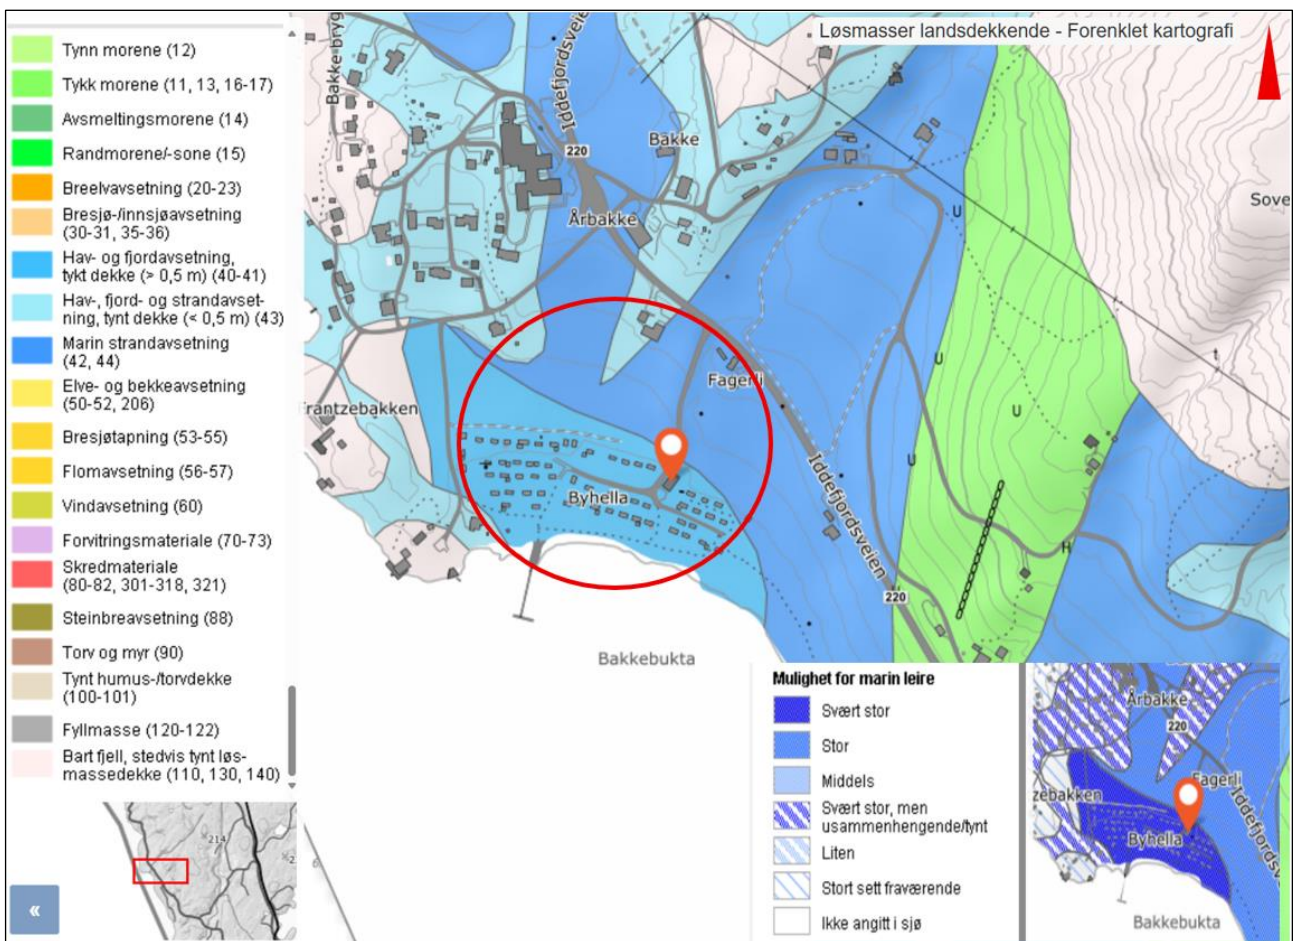 Løsmasser landsdekkende - Forenklet kartografi
Tynn morene (12)
Tykk morene (11, 13, 16-17)
Avsmeltingsmorene (14)
Randmorene/-sone (15)
Breelvavsetning (20-23)
Bresjø-/innsjøavsetning
(30-31, 35-36)
Hav- og fjordavsetning,
tykt dekke (> 0,5 m) (40-41)
Hav-, fjord- og strandavset-
ning, tynt dekke (< 0,5 m) (43)
Marin strandavsetning
(42, 44)
Elve- og bekkeavsetning
(50-52, 206)
Bresjøtapning (53-55)
Flomavsetning (56-57)
Vindavsetning (60)
Forvitringsmateriale (70-73)
Skredmateriale
(80-82, 301-318, 321)
Steinbreavsetning (88)
Torv og myr (90)
Tynt humus-/torvdekke
(100-101)
Fyllmasse (120-122)
Bart fjell, stedvis tynt løs-
massedekke (110, 130, 140)
214
«
Bakkebryg
Iddefjordsveien
220
Bakke
Årbakke
Sove
U
U
U
U
H
t
Fagerli
Frantzebakken
Byhella
Iddefjordsveien
220
Bakkebukta
6
Mulighet for marin leire
Svært stor
Stor
Middels
Svært stor, men
usammenhengende/tynt
Liten
Stort sett fraværende
Ikke angitt i sjø
Årbakke
220
Fagerli
zebakken
Iddefjordsve
Byhella
Bakkebukta